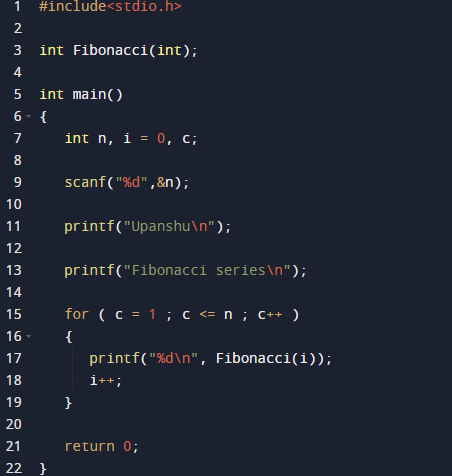 1 #include<stdio.h>
2
3 int Fibonacci(int);
4
5 int main()
6 {
7 int n, i = 0, c;
8
9 scanf("%d",&n);
10
11 printf("Upanshu\n");
12
13 printf("Fibonacci series\n");
14
15 for ( c = 1 ; c <= n ; c++ )
16 {
17 printf("%d\n", Fibonacci(i));
18 i++;
19 }
20
21 return 0;
22 }